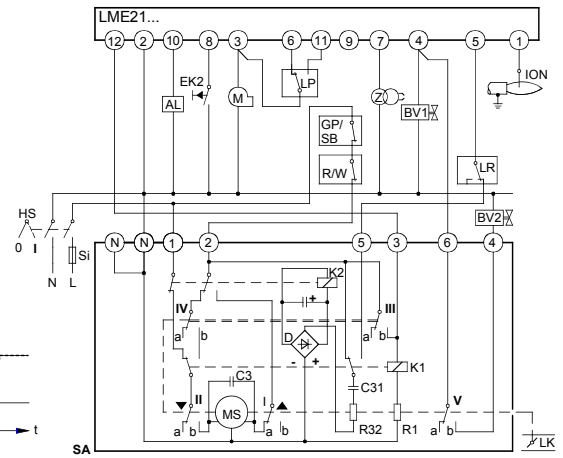 LME21...
12 2 10 8 3 6 11 9 7 4 5 1
EK2
AL
M
LP
Z
BV1
ION
GP/
SB
R/W
LR
HS
0 I
Si
N L
BV2
N N 1 2 5 3 6 4
K2
+
IV
a b
III
a b
D
- +
K1
C3
C31
II
I
V
MS
a b
a b
R32
R1
a b
t
SA
LK